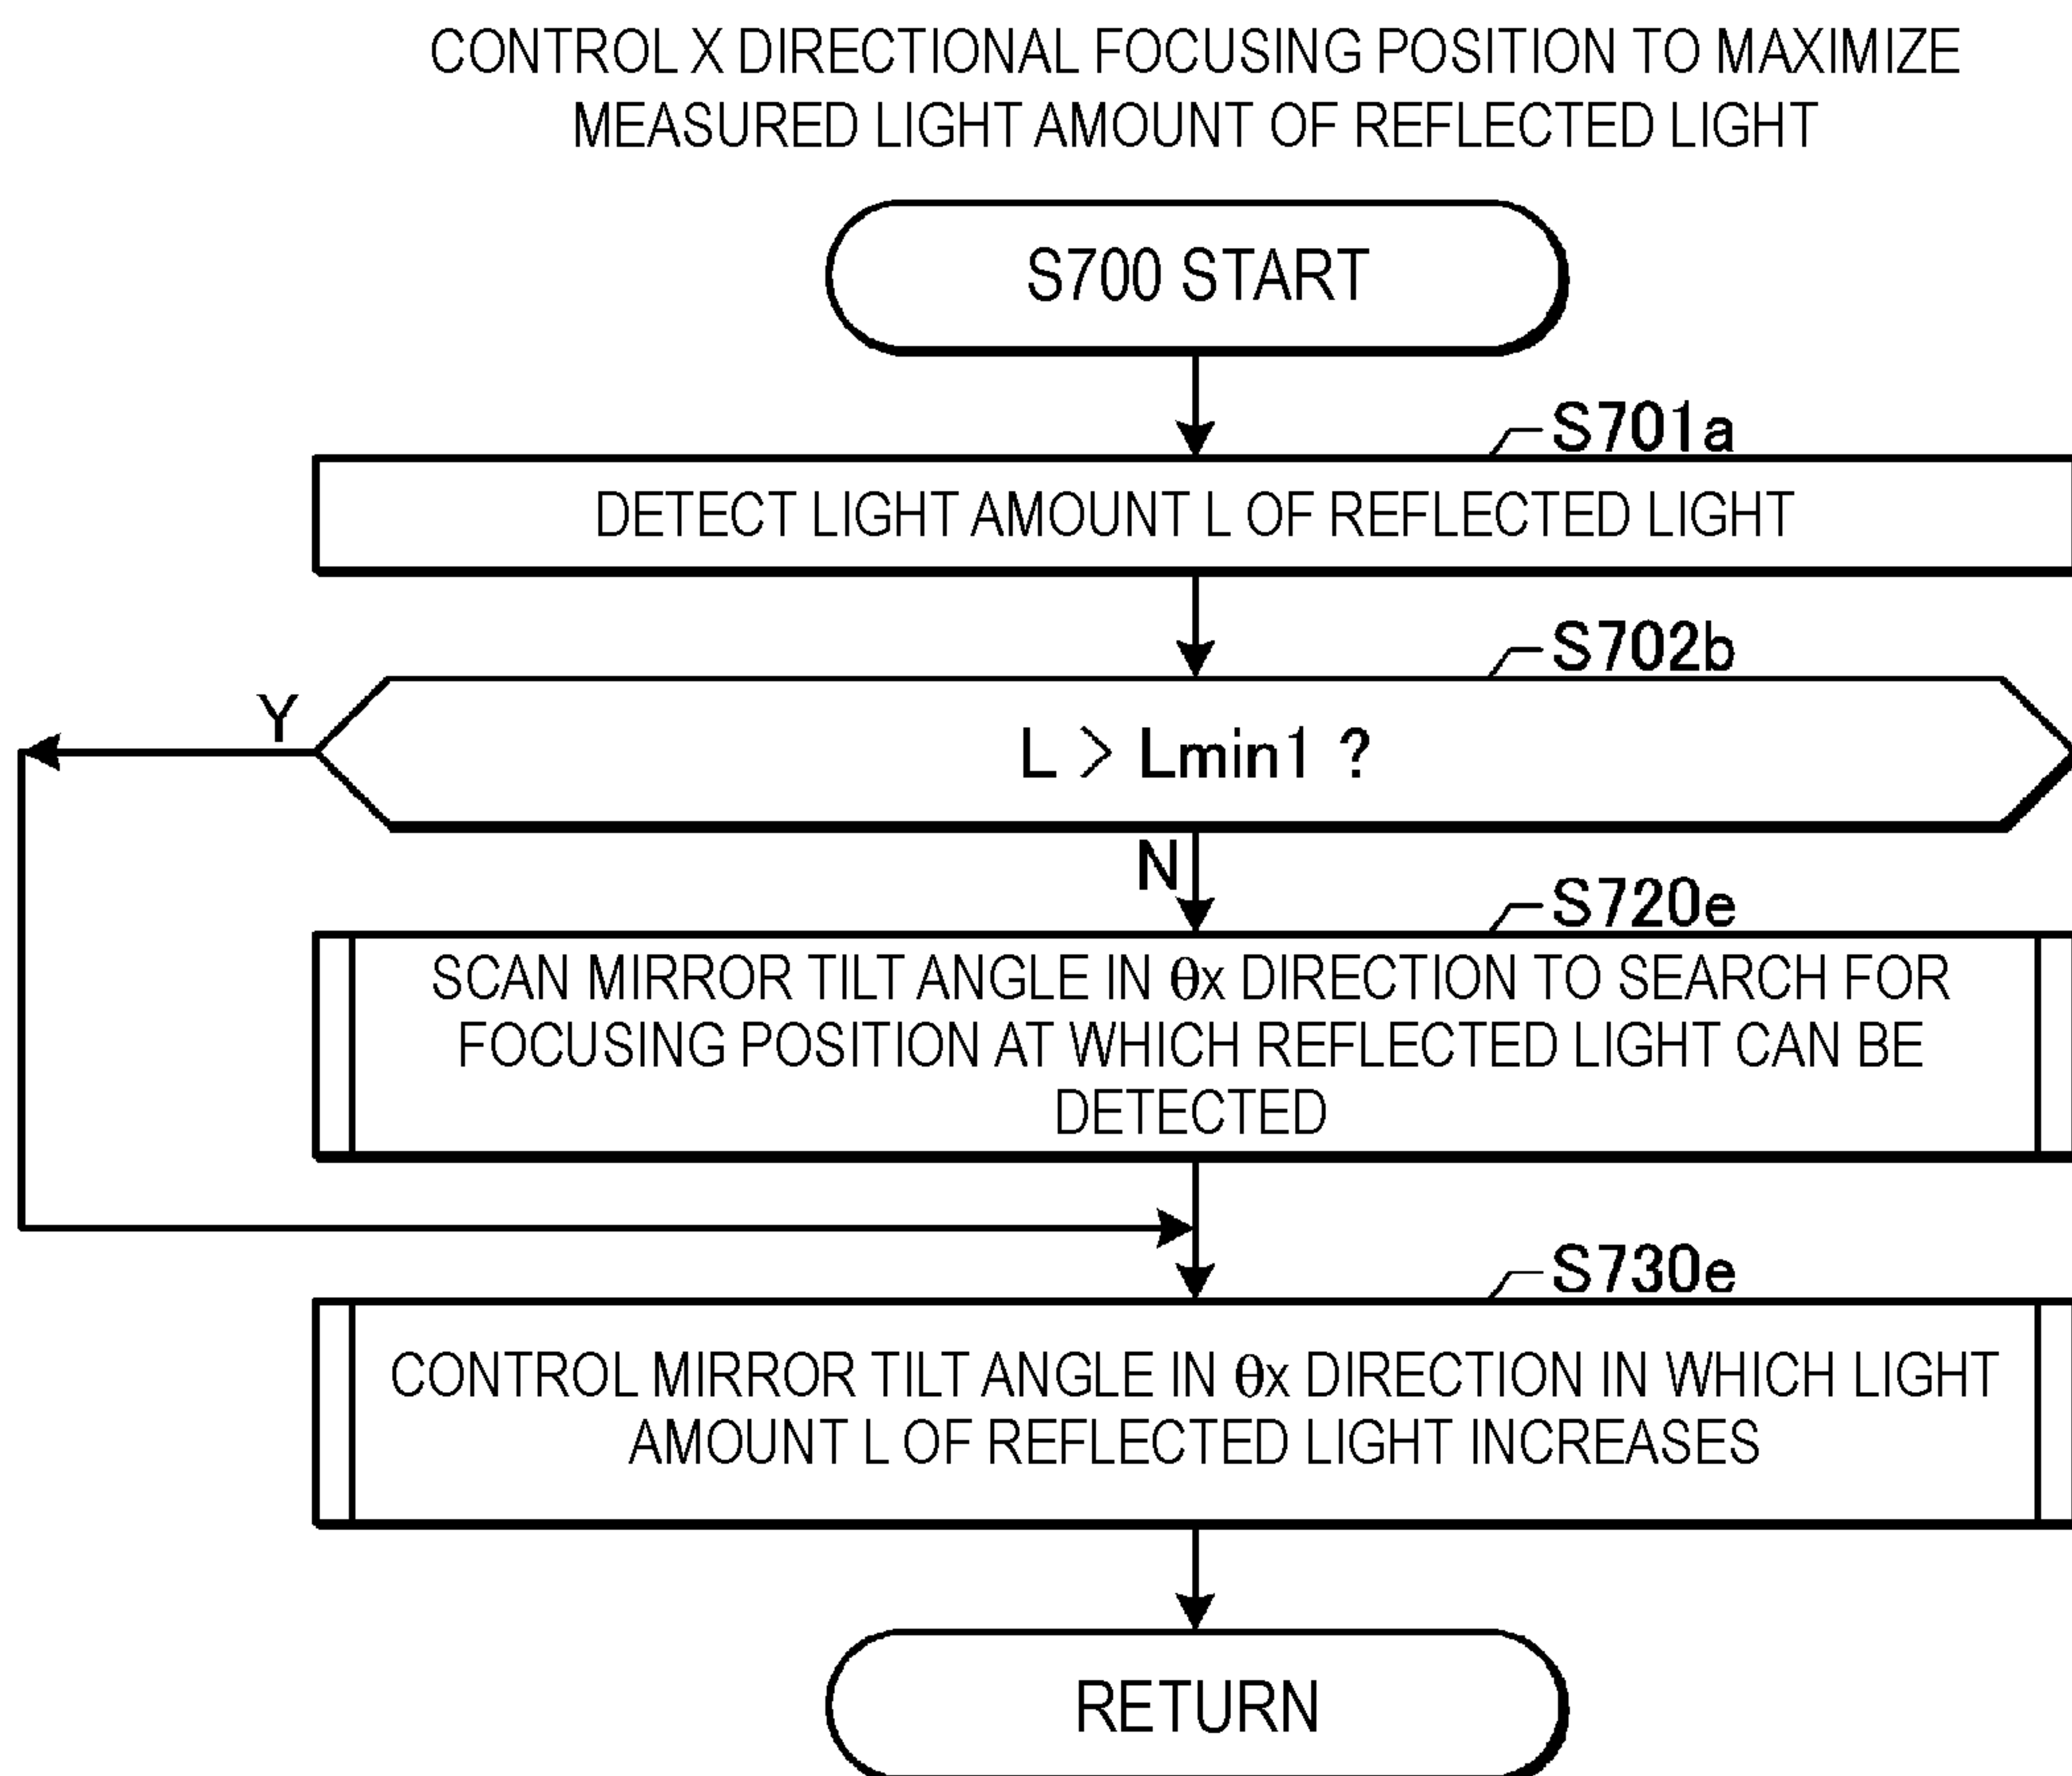 CONTROL X DIRECTIONAL FOCUSING POSITION TO MAXIMIZE
MEASURED LIGHT AMOUNT OF REFLECTED LIGHT
S700 START
S701a
DETECT LIGHT AMOUNT L OF REFLECTED LIGHT
S702b
Y
L > Lmin1 ?
N
S720e
SCAN MIRROR TILT ANGLE IN θx DIRECTION TO SEARCH FOR
FOCUSING POSITION AT WHICH REFLECTED LIGHT CAN BE
DETECTED
S730e
CONTROL MIRROR TILT ANGLE IN θx DIRECTION IN WHICH LIGHT
AMOUNT L OF REFLECTED LIGHT INCREASES
RETURN